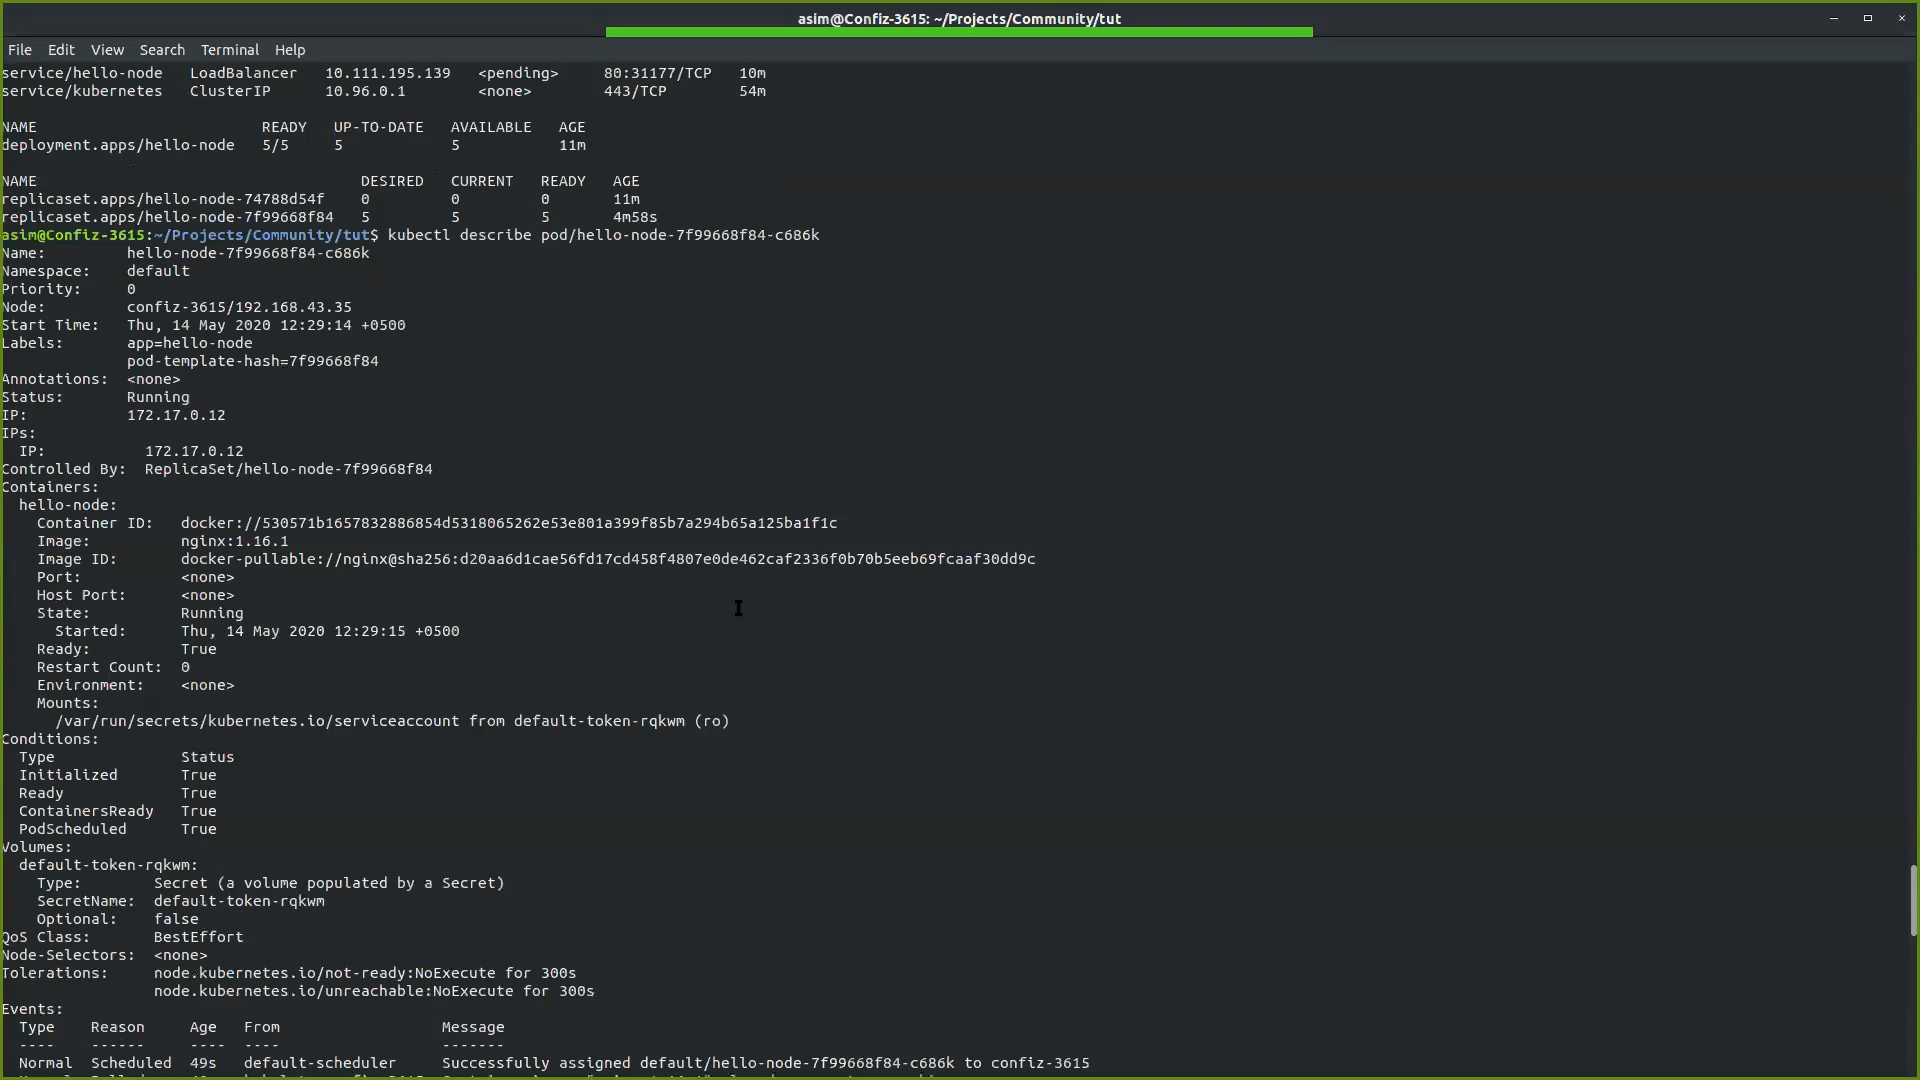 asim@Confiz-3615: ~/Projects/Community/tut
File Edit View Search Terminal Help
service/hello-node LoadBalancer 10.111.195.139 <pending> 80:31177/TCP 10m
service/kubernetes ClusterIP 10.96.0.1 <none> 443/TCP 54m
NAME READY UP-TO-DATE AVAILABLE AGE
deployment.apps/hello-node 5/5 5 5 11m
NAME DESIRED CURRENT READY AGE
replicaset.apps/hello-node-74788d54f 0 0 0 11m
replicaset.apps/hello-node-7f99668f84 5 5 5 4m58s
asim@Confiz-3615:~/Projects/Community/tut$ kubectl describe pod/hello-node-7f99668f84-c686k
Name: hello-node-7f99668f84-c686k
Namespace: default
Priority: 0
Node: confiz-3615/192.168.43.35
Start Time: Thu, 14 May 2020 12:29:14 +0500
Labels: app=hello-node
pod-template-hash=7f99668f84
Annotations: <none>
Status: Running
IP: 172.17.0.12
IPs:
IP: 172.17.0.12
Controlled By: ReplicaSet/hello-node-7f99668f84
Containers:
hello-node:
Container ID: docker://530571b1657832886854d5318065262e53e801a399f85b7a294b65a125ba1f1c
Image: nginx:1.16.1
Image ID: docker-pullable://nginx@sha256:d20aa6d1cae56fd17cd458f4807e0de462caf2336f0b70b5eeb69fcaaf30dd9c
Port: <none>
Host Port: <none>
State: Running
Started: Thu, 14 May 2020 12:29:15 +0500
Ready: True
Restart Count: 0
Environment: <none>
Mounts:
/var/run/secrets/kubernetes.io/serviceaccount from default-token-rqkwm (ro)
Conditions:
Type Status
Initialized True
Ready True
ContainersReady True
PodScheduled True
Volumes:
default-token-rqkwm:
Type: Secret (a volume populated by a Secret)
SecretName: default-token-rqkwm
Optional: false
QoS Class: BestEffort
Node-Selectors: <none>
Tolerations: node.kubernetes.io/not-ready:NoExecute for 300s
node.kubernetes.io/unreachable:NoExecute for 300s
Events:
Type Reason Age From Message
---- ------ ---- ---- -------
Normal Scheduled 49s default-scheduler Successfully assigned default/hello-node-7f99668f84-c686k to confiz-3615